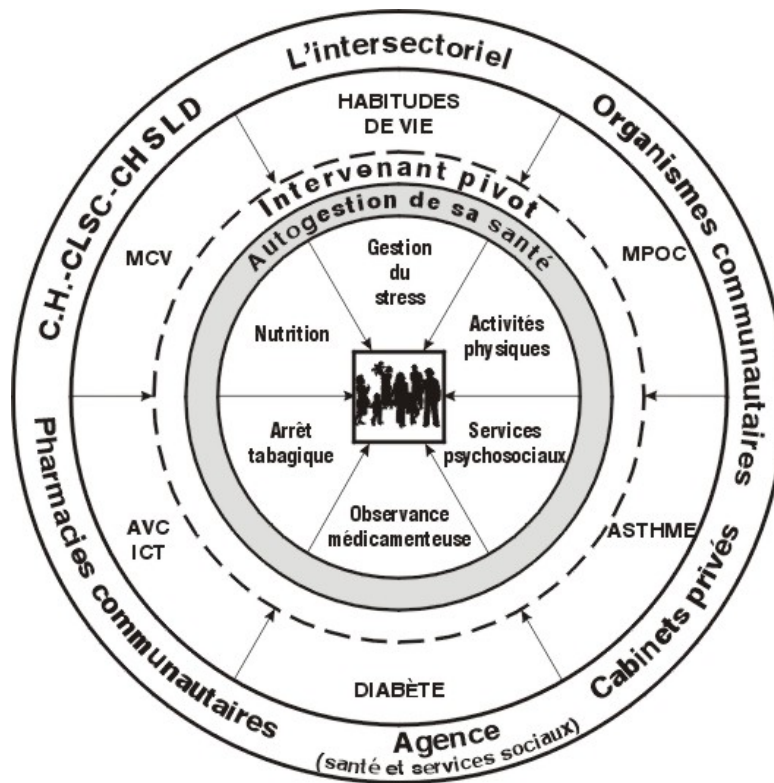 L'intersectoriel
C.H.-CLSC-CHSLD
Organismes communautaires
HABITUDES
DE VIE
Intervenant pivot
Autogestion de sa santé
MCV
MPOC
Gestion
du
stress
Nutrition
Activités
physiques
Arrêt
tabagique
Services
psychosociaux
Observance
médicamenteuse
AVC
ICT
ASTHME
DIABÈTE
Pharmacies communautaires
Cabinets privés
Agence
(santé et services sociaux)